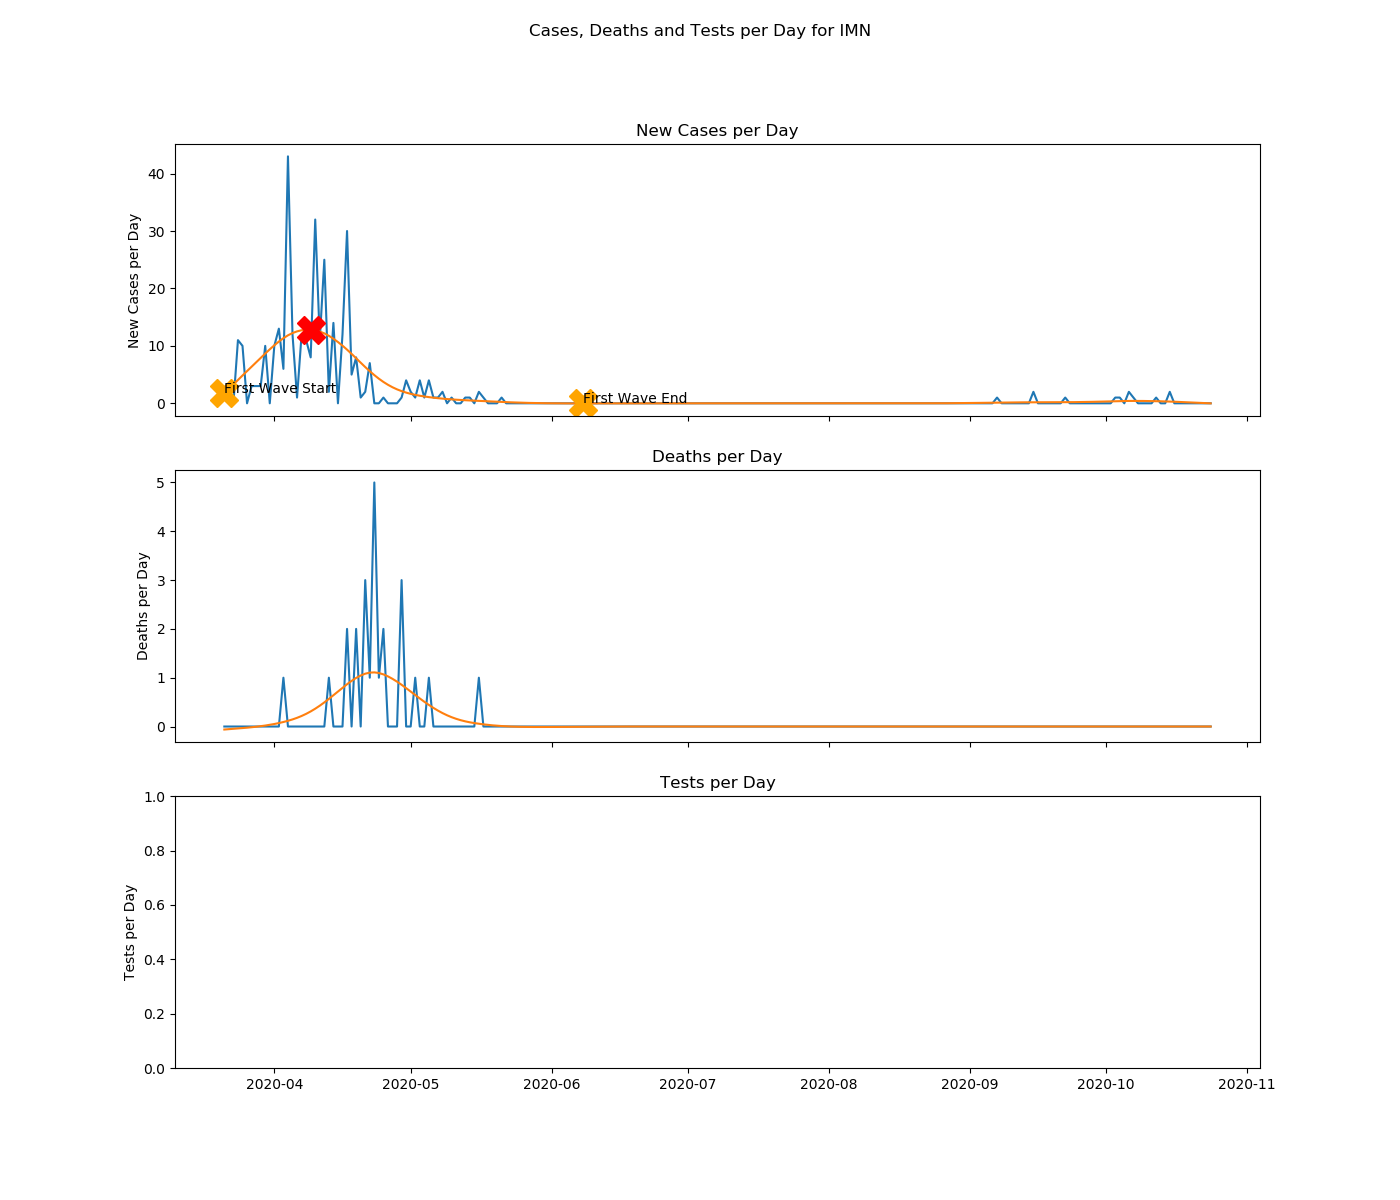 Cases, Deaths and Tests per Day for IMN
New Cases per Day
New Cases per Day
40
30
20
10
0
First Wave Start
First Wave End
Deaths per Day
Deaths per Day
5
4
3
2
1
0
Tests per Day
Tests per Day
1.0
0.8
0.6
0.4
0.2
0.0
2020-04 2020-05 2020-06 2020-07 2020-08 2020-09 2020-10 2020-11